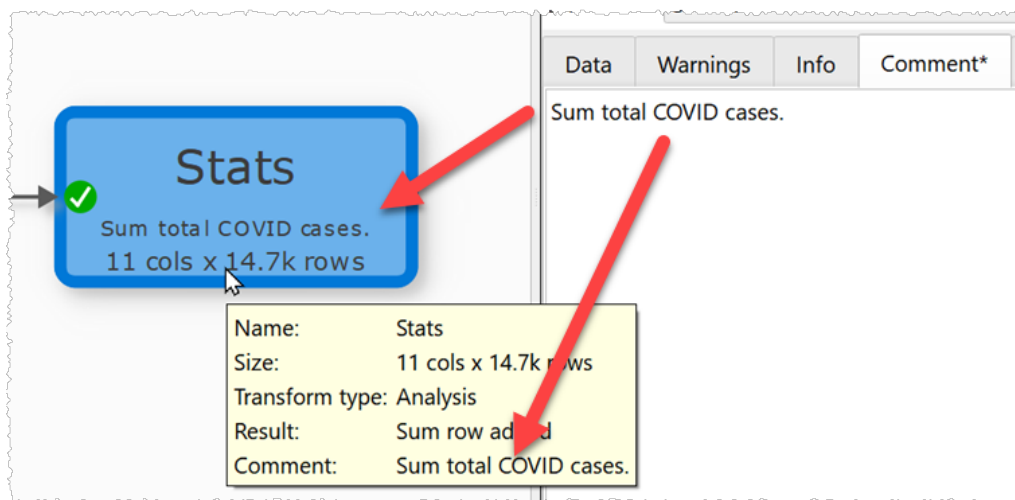 Data Warnings Info Comment*
Sum total COVID cases.
Stats
Sum total COVID cases.
11 cols x 14.7k rows
Name: Stats
Size: 11 cols x 14.7k rows
Transform type: Analysis
Result: Sum row added
Comment: Sum total COVID cases.